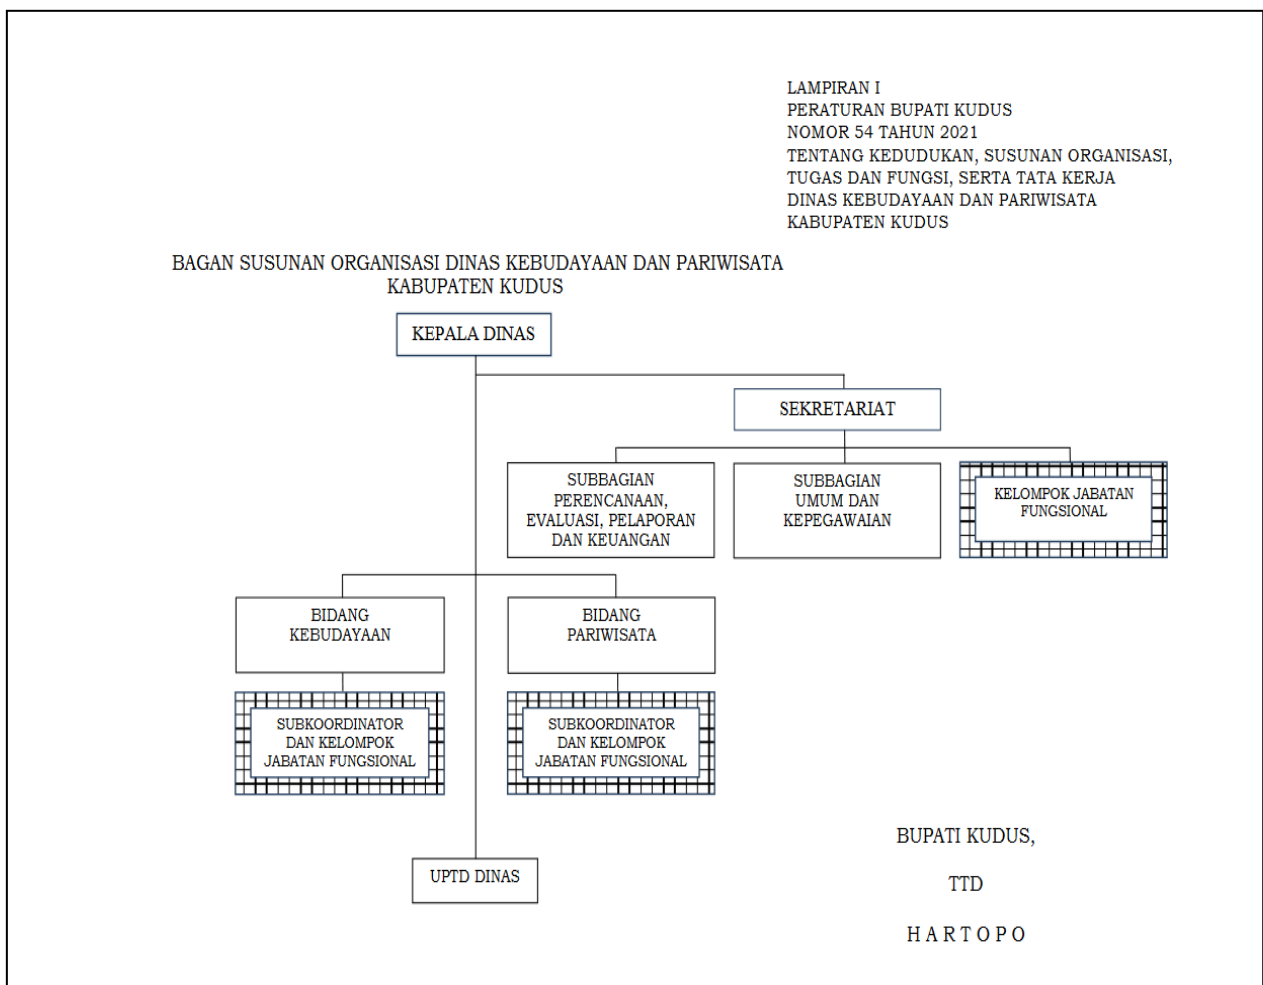 LAMPIRAN I
PERATURAN BUPATI KUDUS
NOMOR 54 TAHUN 2021
TENTANG KEDUDUKAN, SUSUNAN ORGANISASI,
TUGAS DAN FUNGSI, SERTA TATA KERJA
DINAS KEBUDAYAAN DAN PARIWISATA
KABUPATEN KUDUS
BAGAN SUSUNAN ORGANISASI DINAS KEBUDAYAAN DAN PARIWISATA
KABUPATEN KUDUS
KEPALA DINAS
SEKRETARIAT
SUBBAGIAN
PERENCANAAN,
EVALUASI, PELAPORAN
DAN KEUANGAN
SUBBAGIAN
UMUM DAN
KEPEGAWAIAN
KELOMPOK JABATAN
FUNGSIONAL
BIDANG
KEBUDAYAAN
BIDANG
PARIWISATA
SUBKOORDINATOR
DAN KELOMPOK
JABATAN FUNGSIONAL
SUBKOORDINATOR
DAN KELOMPOK
JABATAN FUNGSIONAL
UPTD DINAS
BUPATI KUDUS,
TTD
H A R T O P O